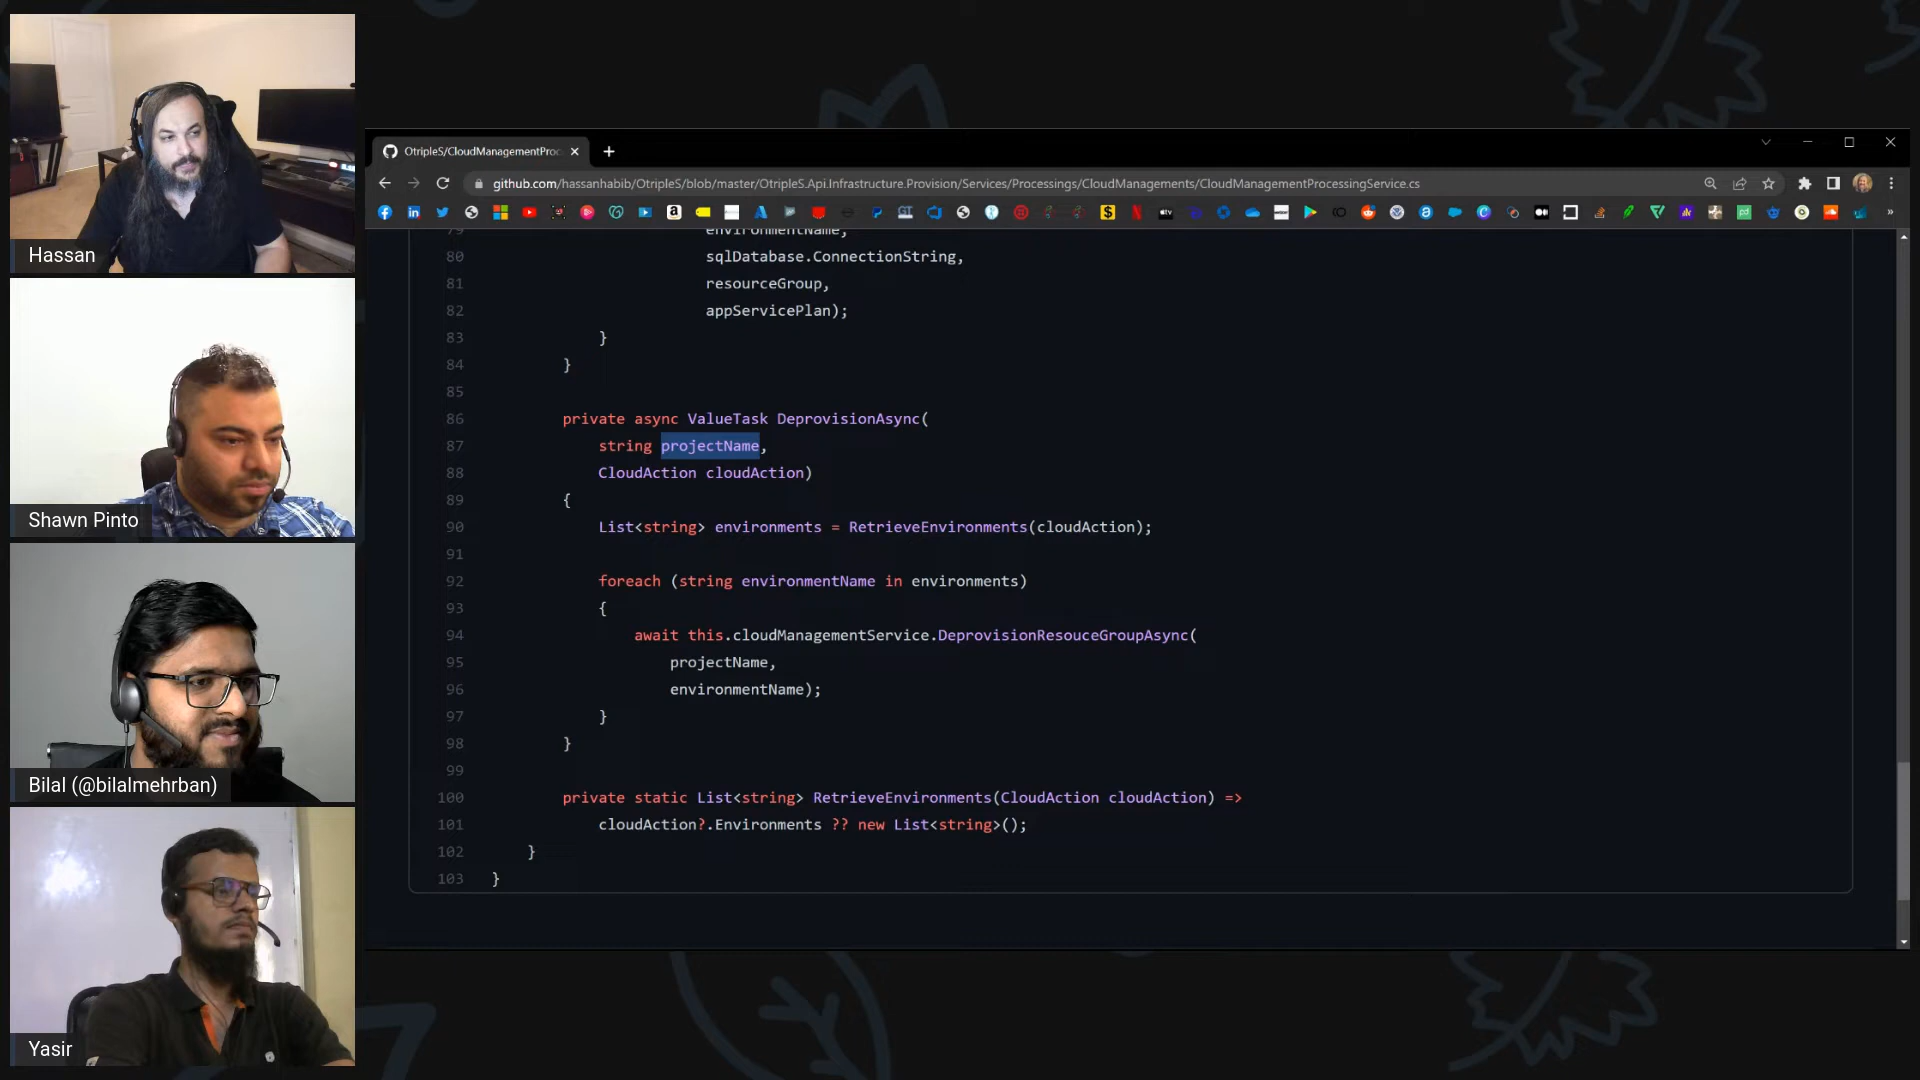 Hassan
Shawn Pinto
Bilal (@bilalmehrban)
Yasir
OtripleS/CloudManagementProc
github.com/hassanhabib/OtripleS/blob/master/OtripleS.Api.Infrastructure.Provision/Services/Processings/CloudManagements/CloudManagementProcessingService.cs
79 environmentName,
80 sqlDatabase.ConnectionString,
81 resourceGroup,
82 appServicePlan);
83 }
84 }
85
86 private async ValueTask DeprovisionAsync(
87 string projectName,
88 CloudAction cloudAction)
89 {
90 List<string> environments = RetrieveEnvironments(cloudAction);
91
92 foreach (string environmentName in environments)
93 {
94 await this.cloudManagementService.DeprovisionResouceGroupAsync(
95 projectName,
96 environmentName);
97 }
98 }
99
100 private static List<string> RetrieveEnvironments(CloudAction cloudAction) =>
101 cloudAction?.Environments ?? new List<string>();
102 }
103 }